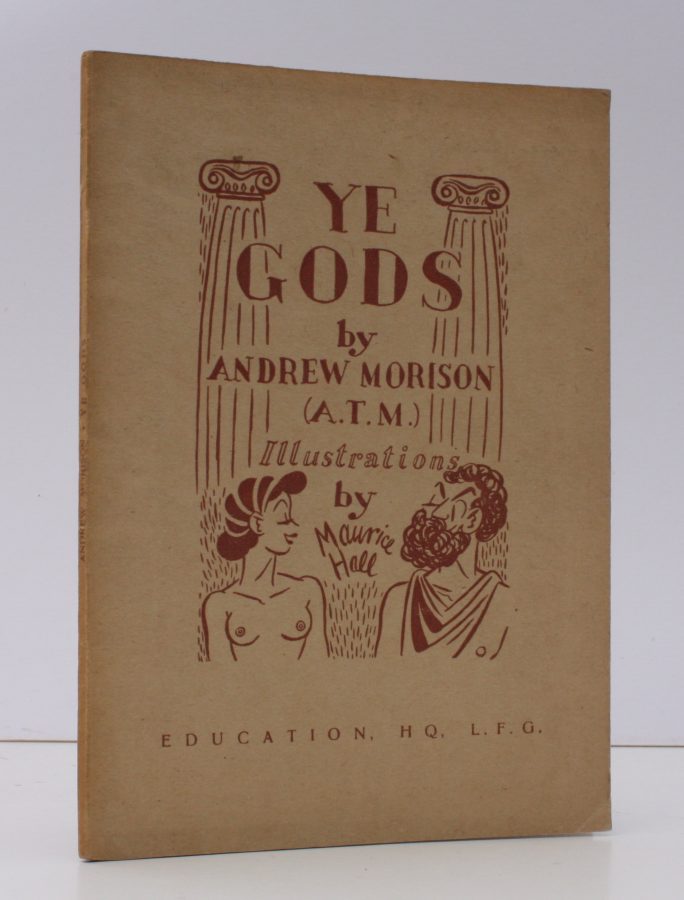 YE
GODS
by
ANDREW MORISON
(A.T.M.)
Illustrations
by
Maurice
Hall
EDUCATION, HQ, L.F.G.